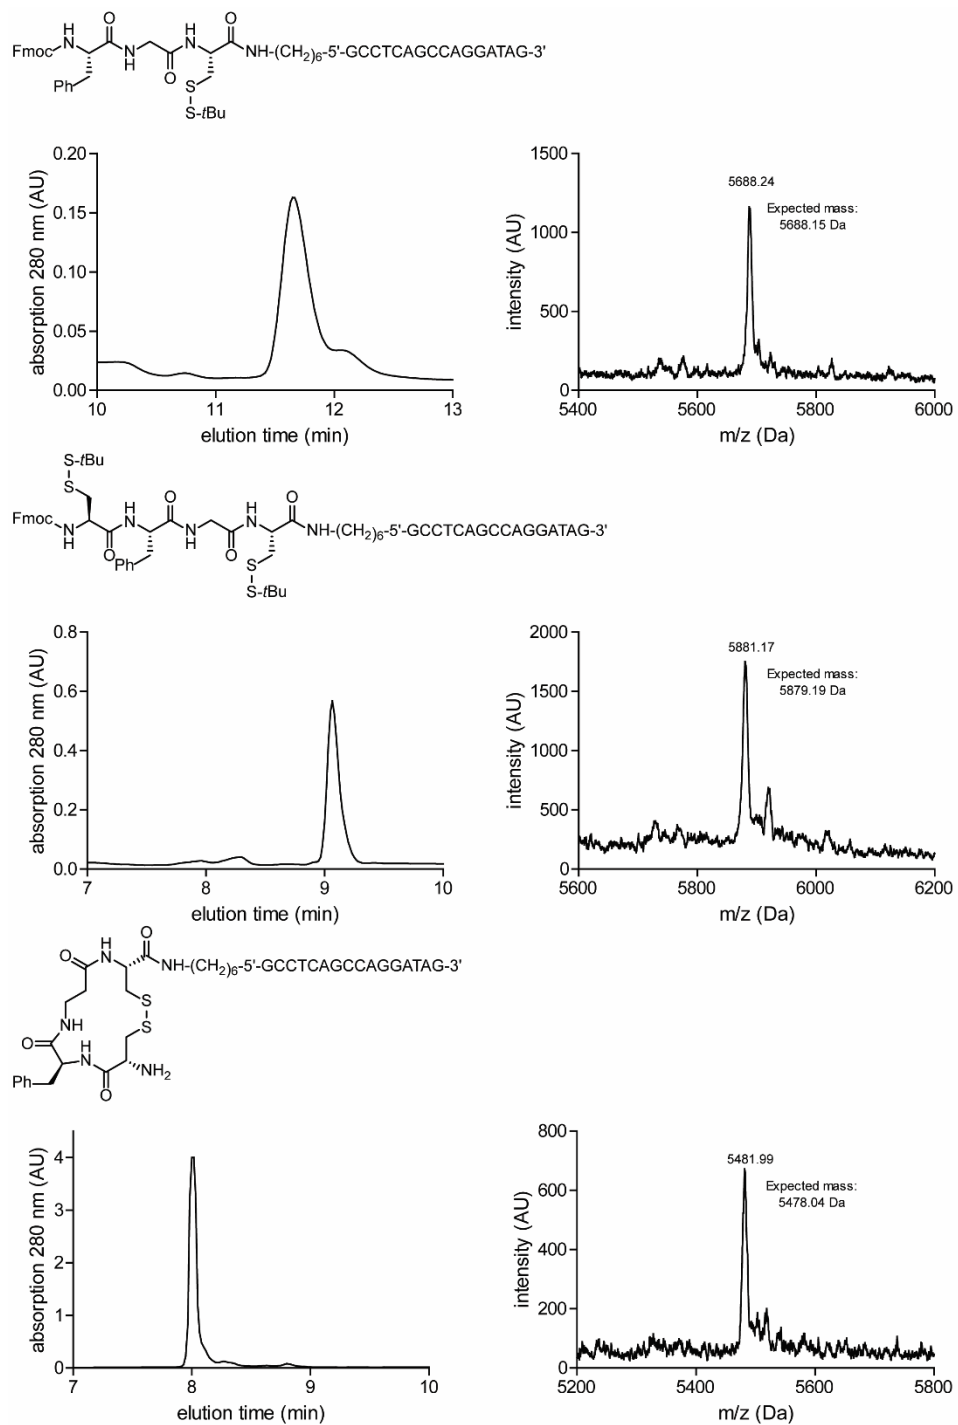 Fmoc H N O NH O H N O NH-(CH2)6-5'-GCCTCAGCCAGGATAG-3'
Ph
S
S-tBu
0.20
0.15
0.10
0.05
0.00
absorption 280 nm (AU)
10 11 12 13
elution time (min)
1500
1000
500
0
intensity (AU)
5688.24
Expected mass:
5688.15 Da
5400 5600 5800 6000
m/z (Da)
S-tBu
S
Fmoc N H O H N O N H O H N O NH-(CH2)6-5'-GCCTCAGCCAGGATAG-3'
Ph
S
S-tBu
0.8
0.6
0.4
0.2
0.0
absorption 280 nm (AU)
7 8 9 10
elution time (min)
2000
1500
1000
500
0
intensity (AU)
5881.17
Expected mass:
5879.19 Da
5600 5800 6000 6200
m/z (Da)
O H N O NH-(CH2)6-5'-GCCTCAGCCAGGATAG-3'
S
S
NH
O H N
Ph O NH2
4
3
2
1
0
absorption 280 nm (AU)
7 8 9 10
elution time (min)
800
600
400
200
0
intensity (AU)
5481.99
Expected mass:
5478.04 Da
5200 5400 5600 5800
m/z (Da)